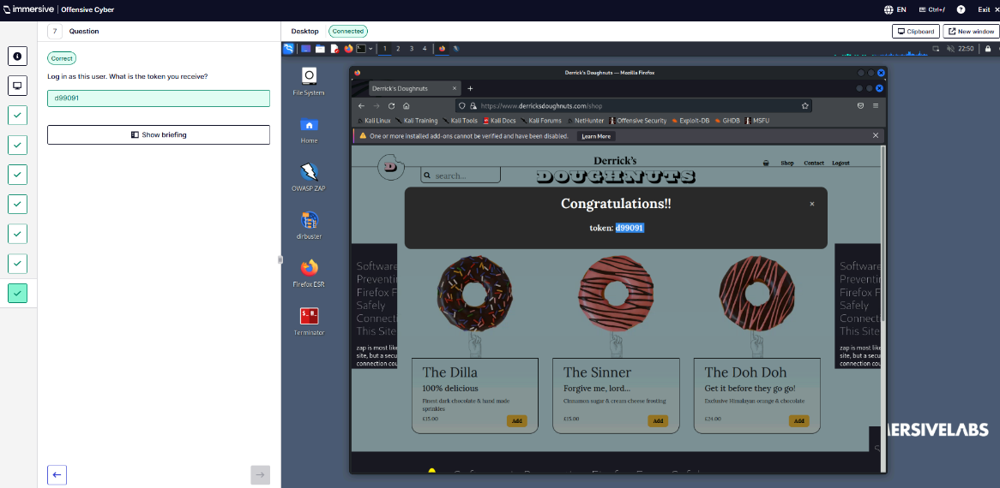 immersive | Offensive Cyber
EN
Ctrl+/
?
Exit ×
7 Question
Correct
Log in as this user. What is the token you receive?
d99091
Show briefing
Desktop Connected
Clipboard
New window
1 2 3 4
22:50
File System
Home
OWASP ZAP
dirbuster
Firefox ESR
Terminator
Derrick's Doughnuts — Mozilla Firefox
Derrick's Doughnuts × +
https://www.derricksdoughnuts.com/shop
Kali Linux Kali Training Kali Tools Kali Docs Kali Forums NetHunter Offensive Security Exploit-DB GHDB MSFU
One or more installed add-ons cannot be verified and have been disabled. Learn More
search...
Derrick's
DOUGHNUTS
Shop Contact Logout
Congratulations!! ×
token: d99091
Software
Preventin
Firefox F
Safely
Connecti
This Site
zap is most like
site, but a secu
connection cou
The Dilla
100% delicious
Finest dark chocolate & hand made
sprinkles
£15.00 Add
The Sinner
Forgive me, lord...
Cinnamon sugar & cream cheese frosting
£15.00 Add
The Doh Doh
Get it before they go go!
Exclusive Himalayan orange & chocolate
£24.00 Add
Software
Preventin
Firefox F
Safely
Connecti
This Site
zap is most like
site, but a secu
connection cou
MERSIVELABS